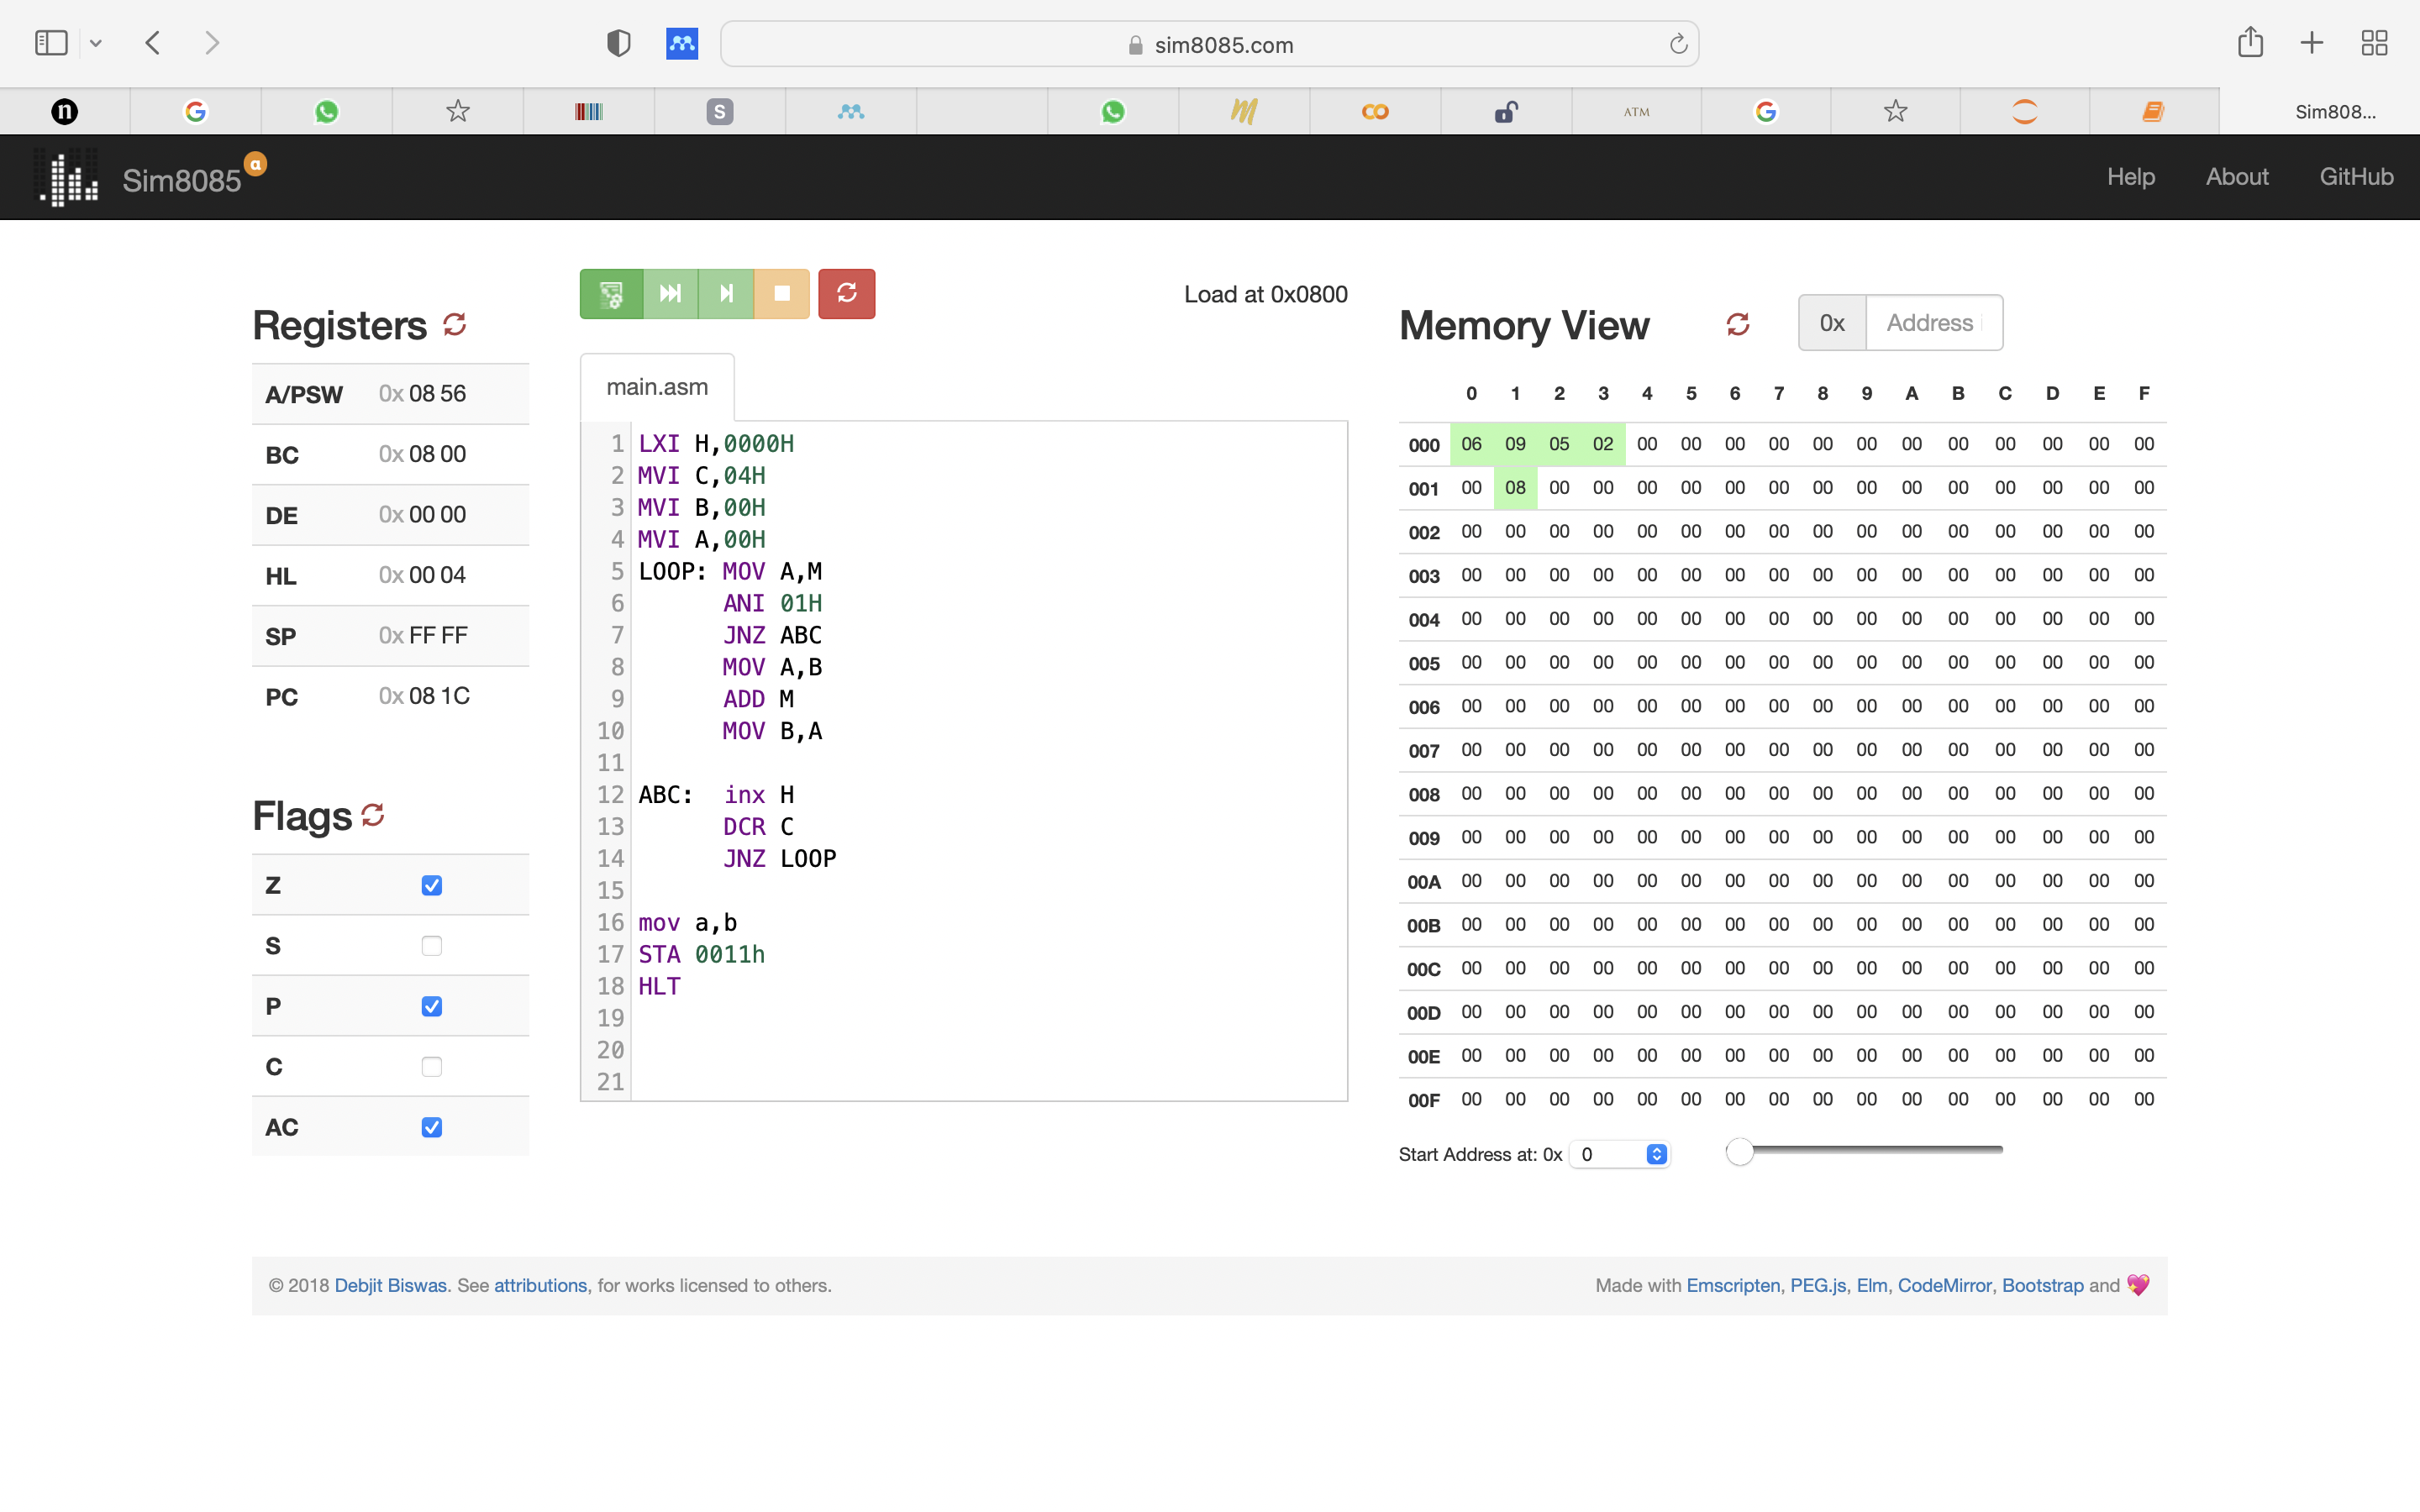 sim8085.com
n
S
ATM
Sim808...
Sim8085 α
Help About GitHub
Registers
A/PSW 0x 08 56
BC 0x 08 00
DE 0x 00 00
HL 0x 00 04
SP 0x FF FF
PC 0x 08 1C
Flags
Z
S
P
C
AC
Load at 0x0800
main.asm
1 LXI H,0000H
2 MVI C,04H
3 MVI B,00H
4 MVI A,00H
5 LOOP: MOV A,M
6 ANI 01H
7 JNZ ABC
8 MOV A,B
9 ADD M
10 MOV B,A
11
12 ABC: inx H
13 DCR C
14 JNZ LOOP
15
16 mov a,b
17 STA 0011h
18 HLT
19
20
21
Memory View 0x Address
0 1 2 3 4 5 6 7 8 9 A B C D E F
000 06 09 05 02 00 00 00 00 00 00 00 00 00 00 00 00
001 00 08 00 00 00 00 00 00 00 00 00 00 00 00 00 00
002 00 00 00 00 00 00 00 00 00 00 00 00 00 00 00 00
003 00 00 00 00 00 00 00 00 00 00 00 00 00 00 00 00
004 00 00 00 00 00 00 00 00 00 00 00 00 00 00 00 00
005 00 00 00 00 00 00 00 00 00 00 00 00 00 00 00 00
006 00 00 00 00 00 00 00 00 00 00 00 00 00 00 00 00
007 00 00 00 00 00 00 00 00 00 00 00 00 00 00 00 00
008 00 00 00 00 00 00 00 00 00 00 00 00 00 00 00 00
009 00 00 00 00 00 00 00 00 00 00 00 00 00 00 00 00
00A 00 00 00 00 00 00 00 00 00 00 00 00 00 00 00 00
00B 00 00 00 00 00 00 00 00 00 00 00 00 00 00 00 00
00C 00 00 00 00 00 00 00 00 00 00 00 00 00 00 00 00
00D 00 00 00 00 00 00 00 00 00 00 00 00 00 00 00 00
00E 00 00 00 00 00 00 00 00 00 00 00 00 00 00 00 00
00F 00 00 00 00 00 00 00 00 00 00 00 00 00 00 00 00
Start Address at: 0x 0
© 2018 Debjit Biswas. See attributions, for works licensed to others.
Made with Emscripten, PEG.js, Elm, CodeMirror, Bootstrap and 💖